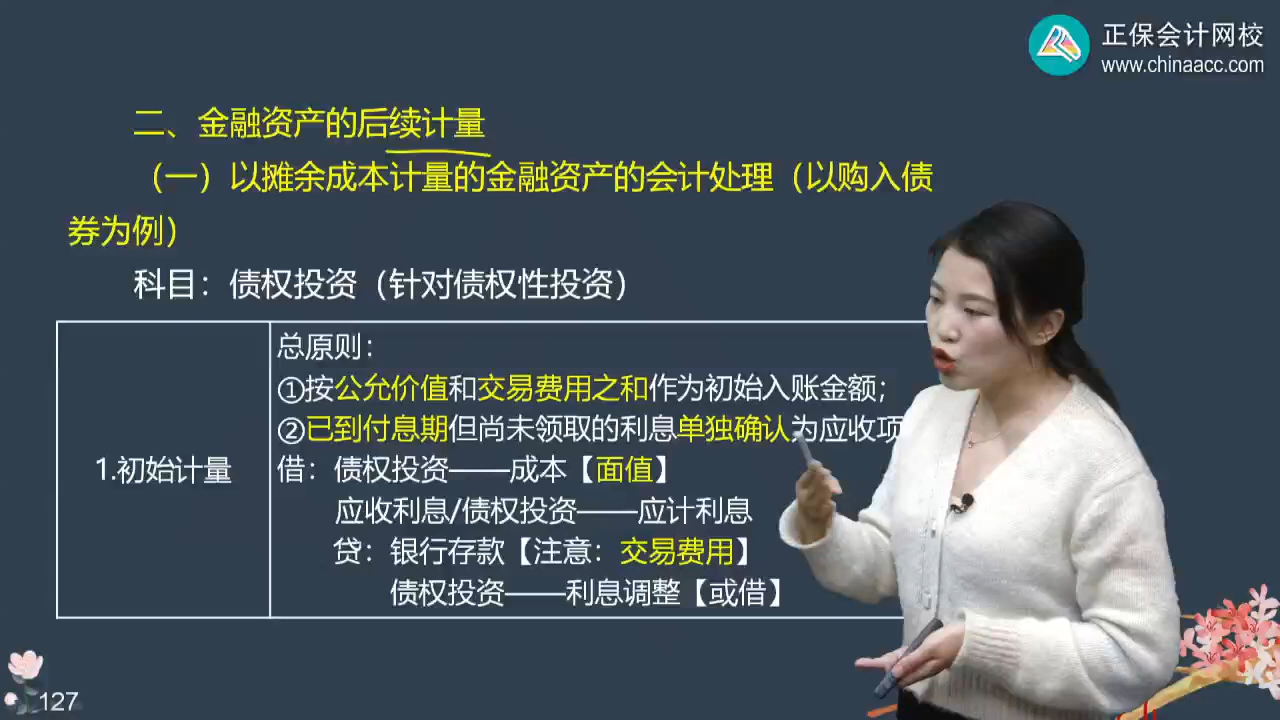 正保会计网校
www.chinaacc.com
二、金融资产的后续计量
（一）以摊余成本计量的金融资产的会计处理（以购入债
券为例）
科目：债权投资（针对债权性投资）
总原则：
①按公允价值和交易费用之和作为初始入账金额；
②已到付息期但尚未领取的利息单独确认为应收项
1.初始计量
借：债权投资——成本【面值】
应收利息/债权投资——应计利息
贷：银行存款【注意：交易费用】
债权投资——利息调整【或借】
127